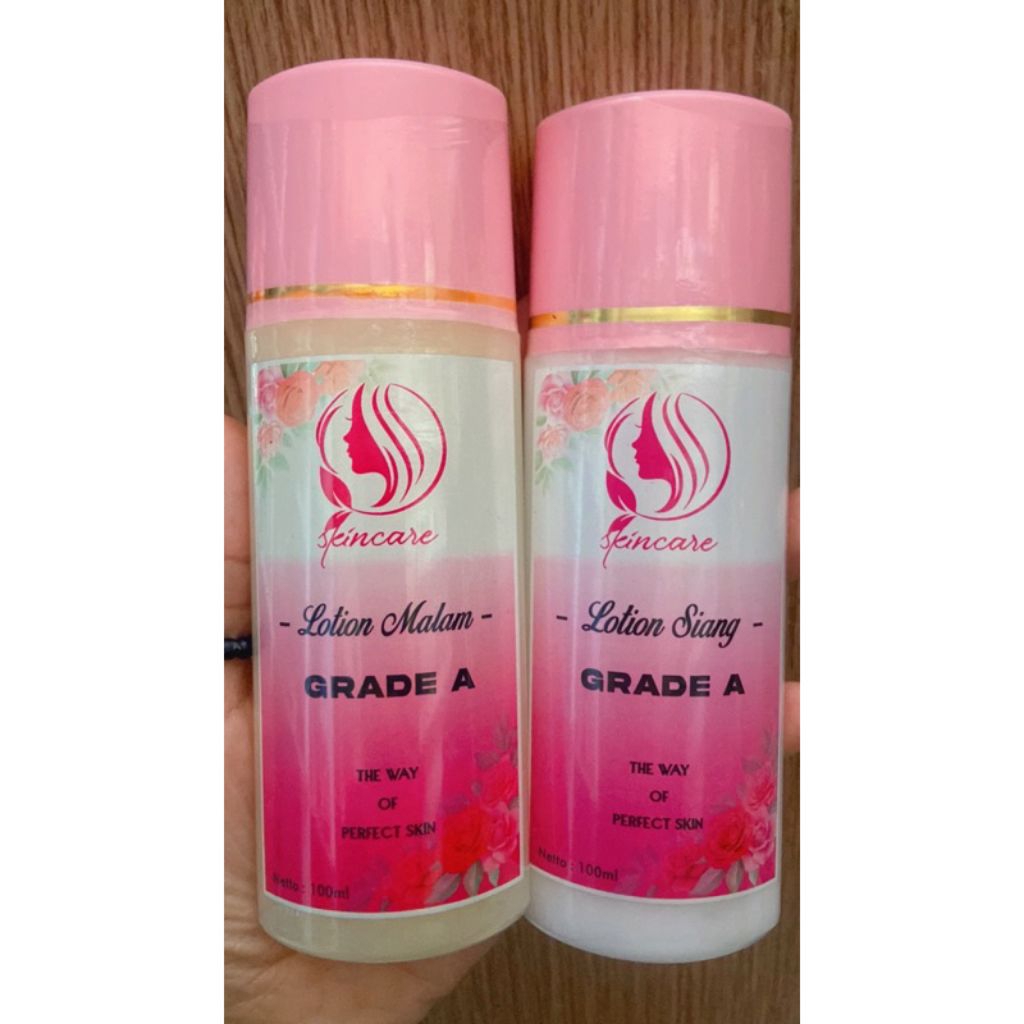 skincare
- Lotion Malam -
GRADE A
THE WAY
OF
PERFECT SKIN
Netto : 100ml
skincare
- Lotion Siang -
GRADE A
THE WAY
OF
PERFECT SKIN
Netto : 100ml